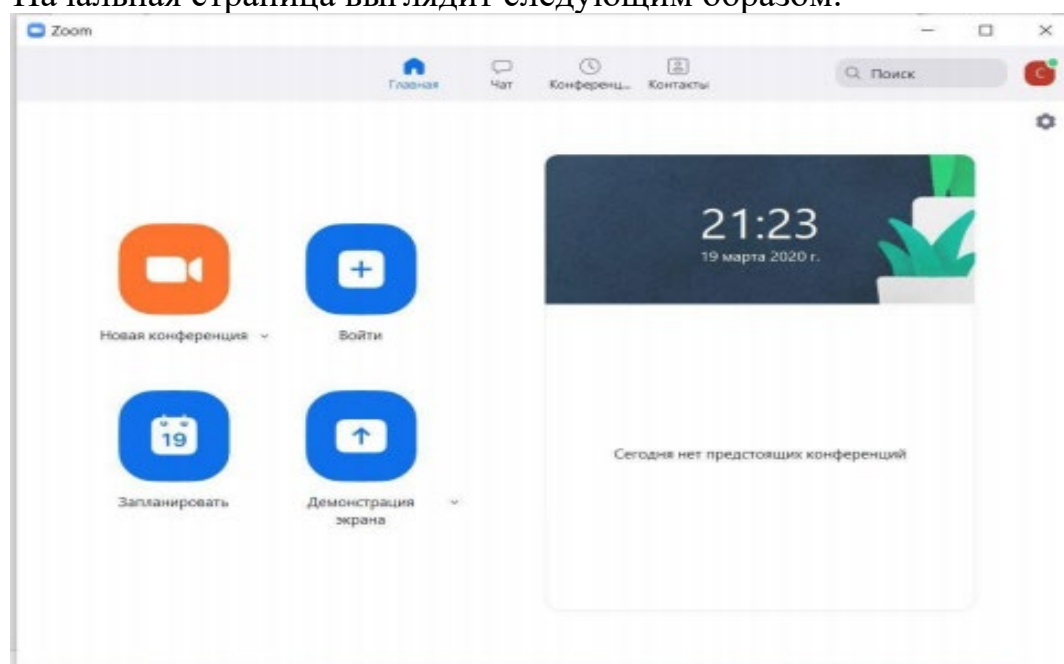 Начальная страница выглядит следующим образом:
Zoom
Главная
Чат
Конференц...
Контакты
Поиск
C
21:23
19 марта 2020 г.
Новая конференция
Войти
19
Запланировать
Демонстрация
экрана
Сегодня нет предстоящих конференций